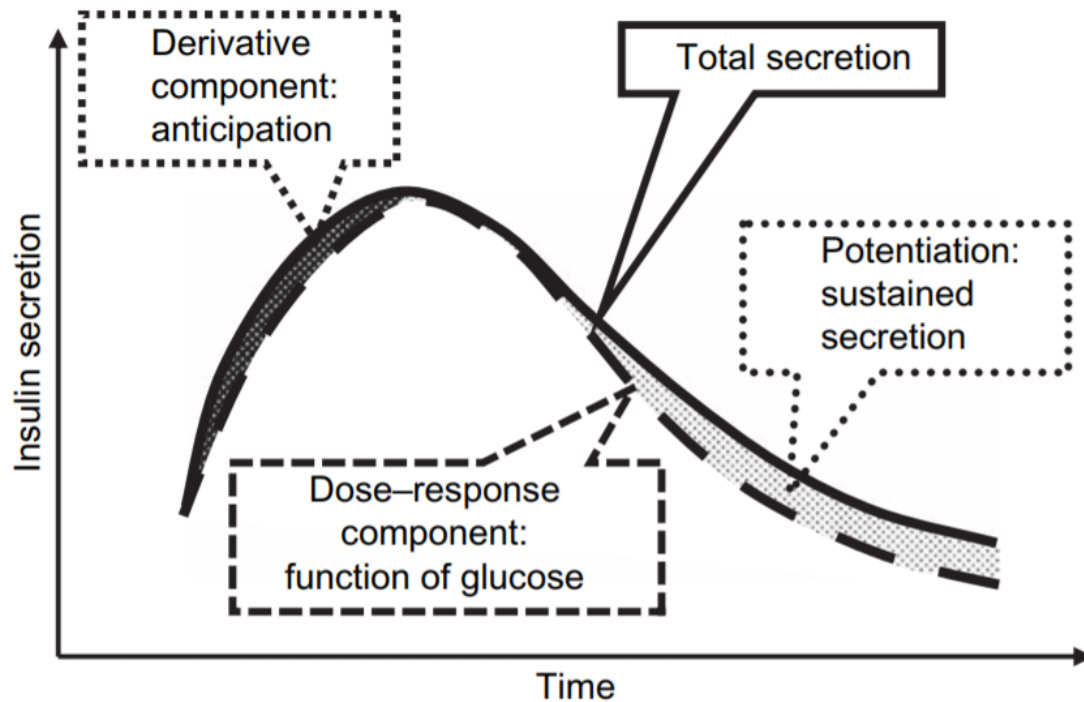 Derivative
component:
anticipation
Total secretion
Potentiation:
sustained
secretion
Dose–response
component:
function of glucose
Insulin secretion
Time